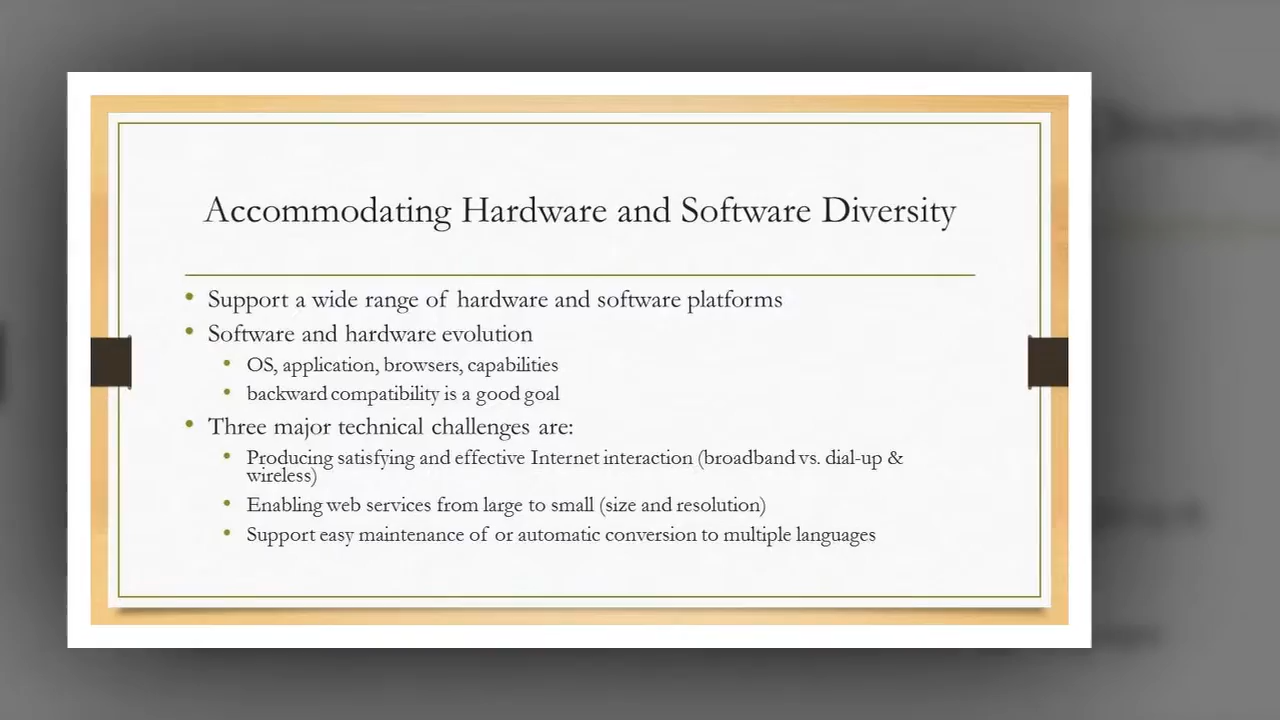 Accommodating Hardware and Software Diversity
• Support a wide range of hardware and software platforms
• Software and hardware evolution
• OS, application, browsers, capabilities
• backward compatibility is a good goal
• Three major technical challenges are:
• Producing satisfying and effective Internet interaction (broadband vs. dial-up &
wireless)
• Enabling web services from large to small (size and resolution)
• Support easy maintenance of or automatic conversion to multiple languages